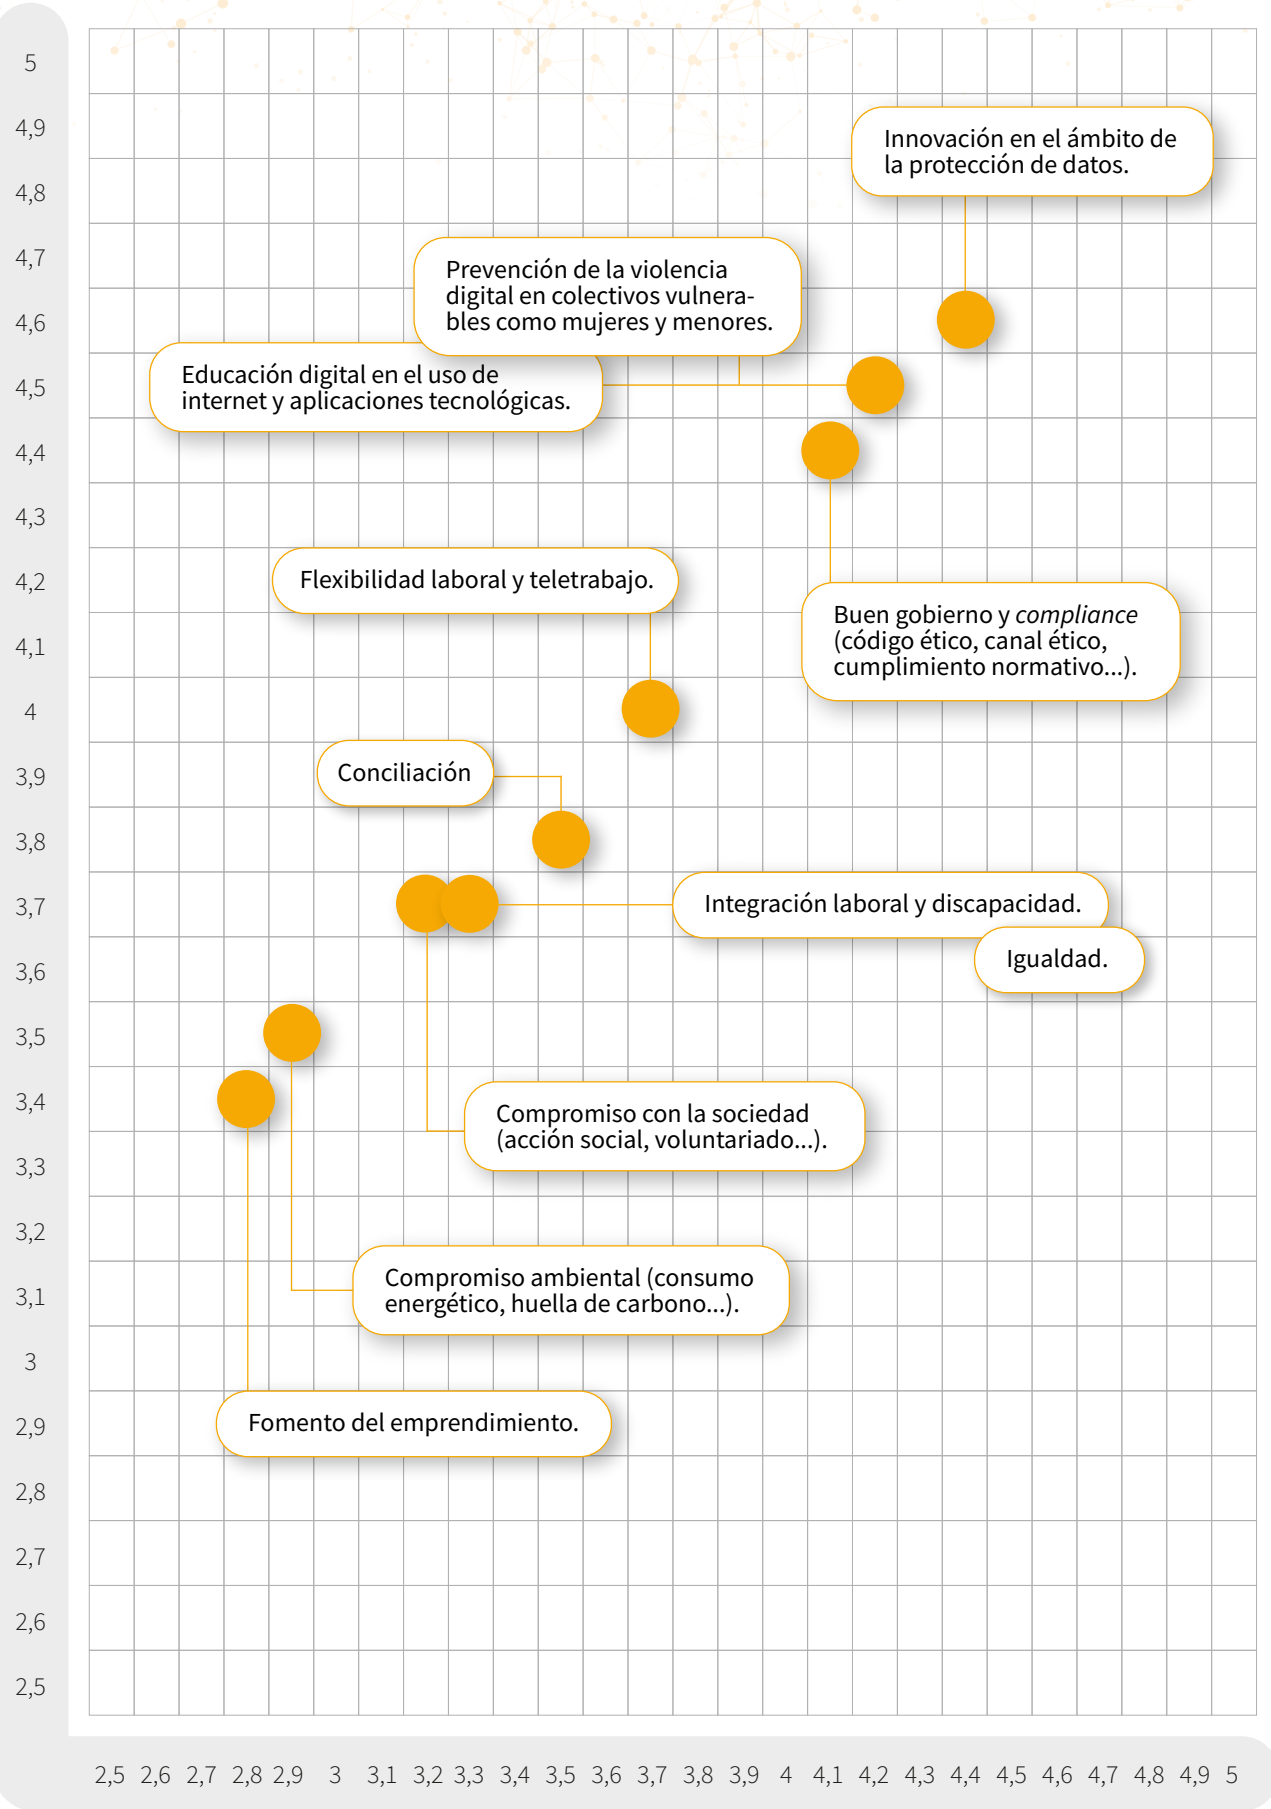 5
4,9
4,8
4,7
4,6
4,5
4,4
4,3
4,2
4,1
4
3,9
3,8
3,7
3,6
3,5
3,4
3,3
3,2
3,1
3
2,9
2,8
2,7
2,6
2,5
Innovación en el ámbito de
la protección de datos.
Prevención de la violencia
digital en colectivos vulnera-
bles como mujeres y menores.
Educación digital en el uso de
internet y aplicaciones tecnológicas.
Flexibilidad laboral y teletrabajo.
Buen gobierno y compliance
(código ético, canal ético,
cumplimiento normativo...).
Conciliación
Integración laboral y discapacidad.
Igualdad.
Compromiso con la sociedad
(acción social, voluntariado...).
Compromiso ambiental (consumo
energético, huella de carbono...).
Fomento del emprendimiento.
2,5 2,6 2,7 2,8 2,9 3 3,1 3,2 3,3 3,4 3,5 3,6 3,7 3,8 3,9 4 4,1 4,2 4,3 4,4 4,5 4,6 4,7 4,8 4,9 5